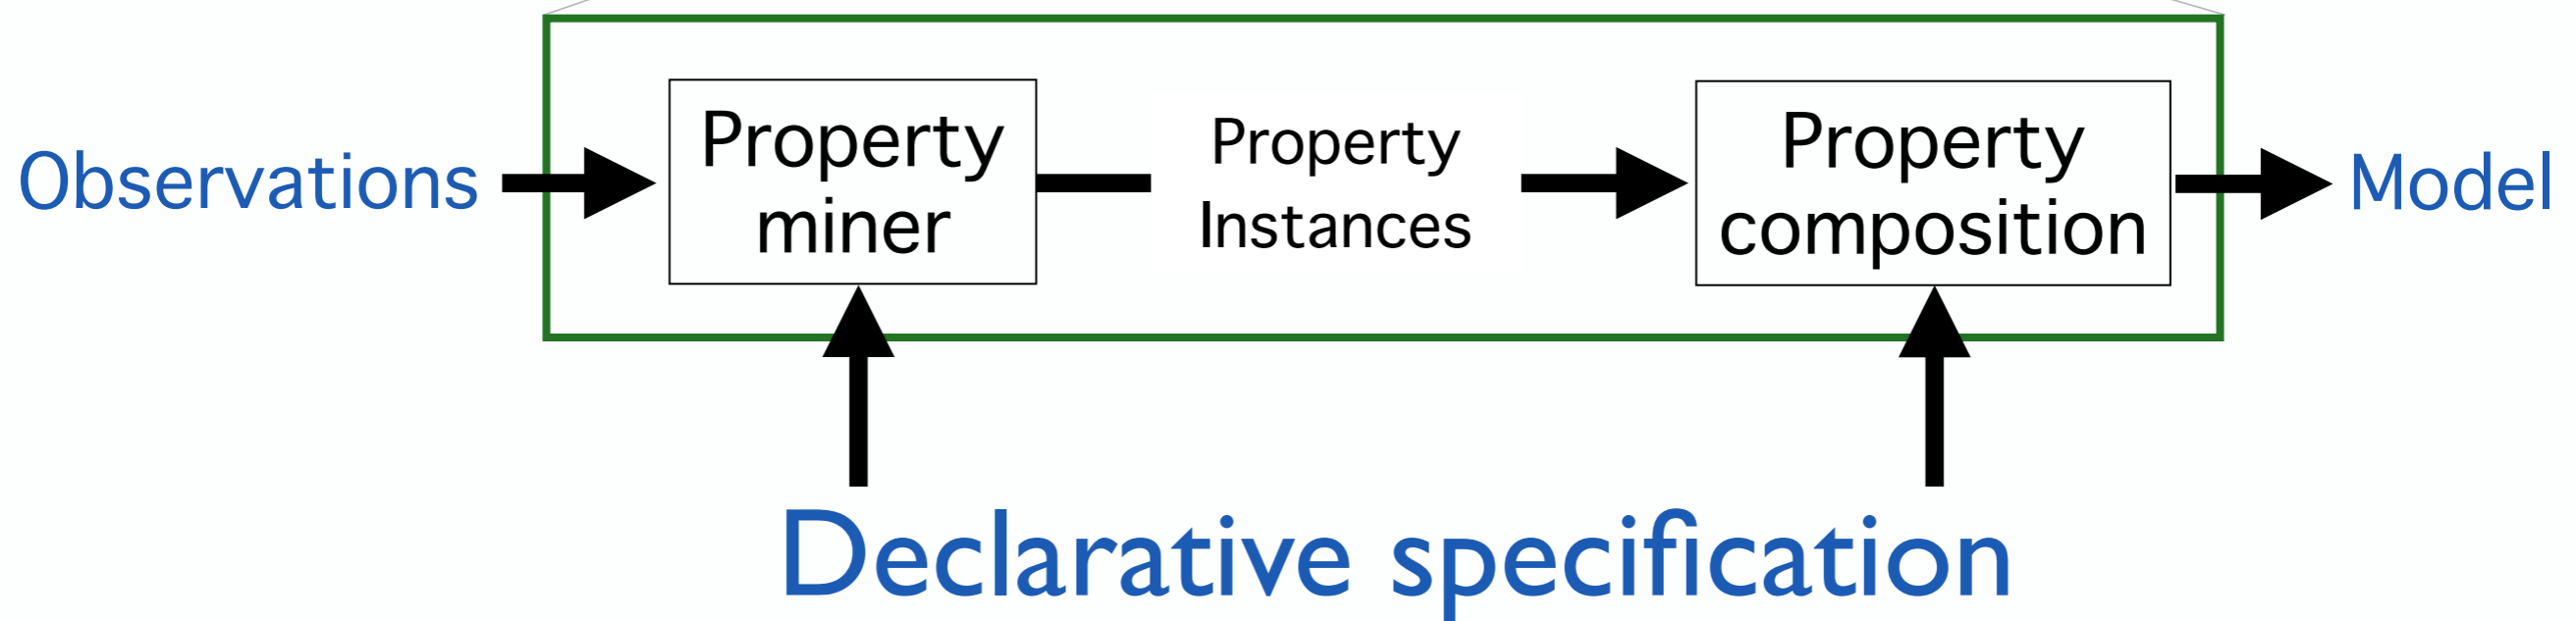 Observations
Property
miner
Property
Instances
Property
composition
Model
Declarative specification